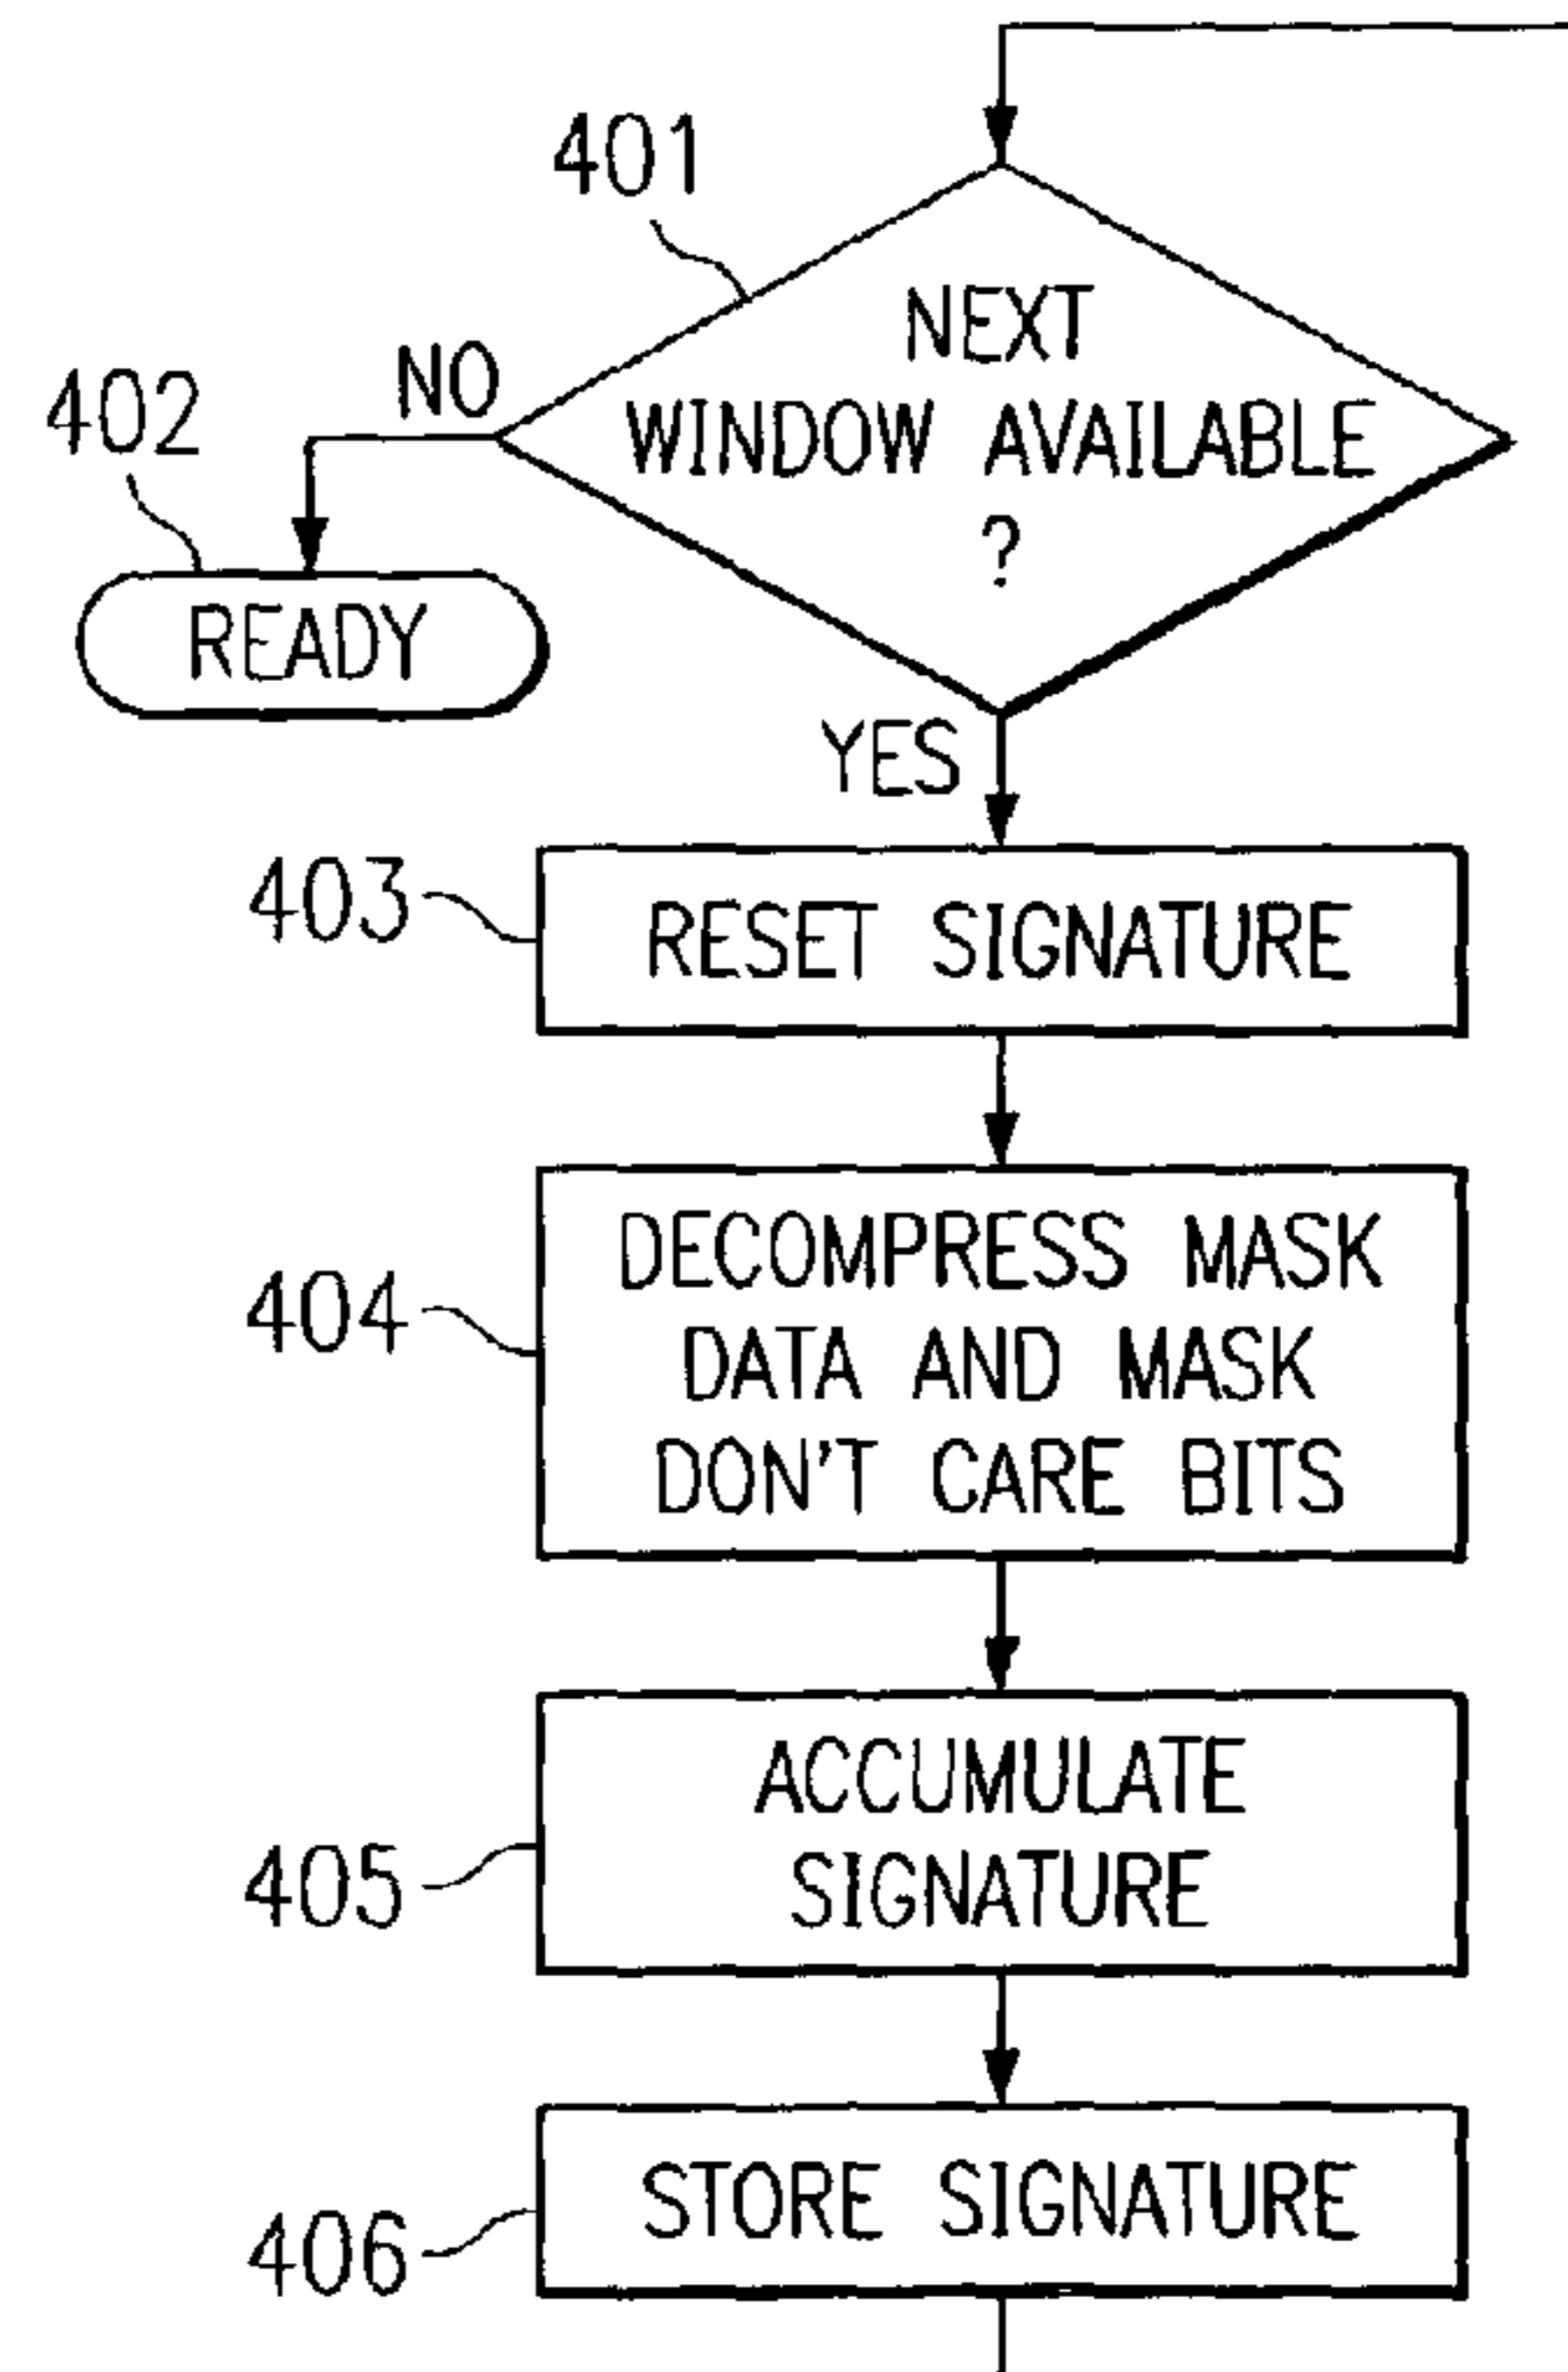 401
NEXT
WINDOW AVAILABLE
?
NO
402
READY
YES
403
RESET SIGNATURE
404
DECOMPRESS MASK
DATA AND MASK
DON'T CARE BITS
405
ACCUMULATE
SIGNATURE
406
STORE SIGNATURE